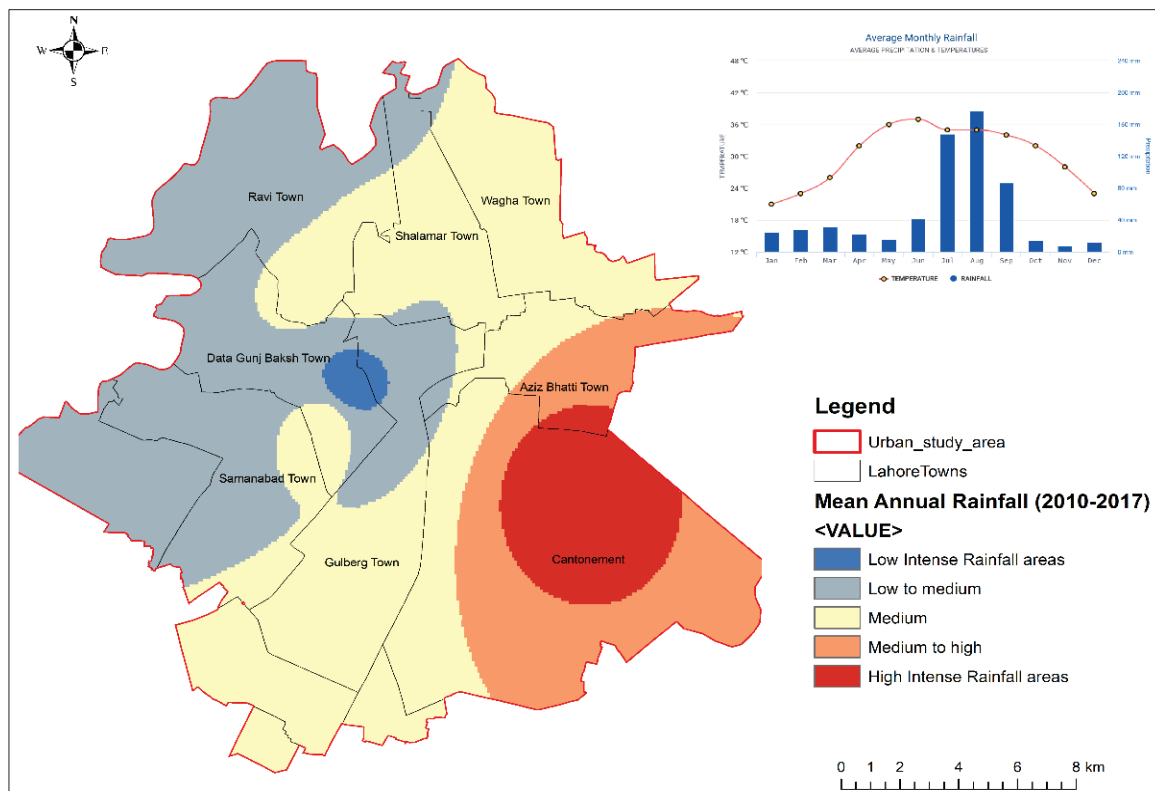 N
W E
S
Average Monthly Rainfall
AVERAGE PRECIPITATION & TEMPERATURES
48 °C
42 °C
36 °C
30 °C
24 °C
18 °C
12 °C
TEMPERATURE
240 mm
200 mm
160 mm
120 mm
80 mm
40 mm
0 mm
Precipitation
Jan Feb Mar Apr May Jun Jul Aug Sep Oct Nov Dec
TEMPERATURE RAINFALL
Ravi Town
Wagha Town
Shalamar Town
Data Gunj Baksh Town
Aziz Bhatti Town
Samanabad Town
Gulberg Town
Cantonement
Legend
Urban_study_area
LahoreTowns
Mean Annual Rainfall (2010-2017)
<VALUE>
Low Intense Rainfall areas
Low to medium
Medium
Medium to high
High Intense Rainfall areas
0 1 2 4 6 8 km